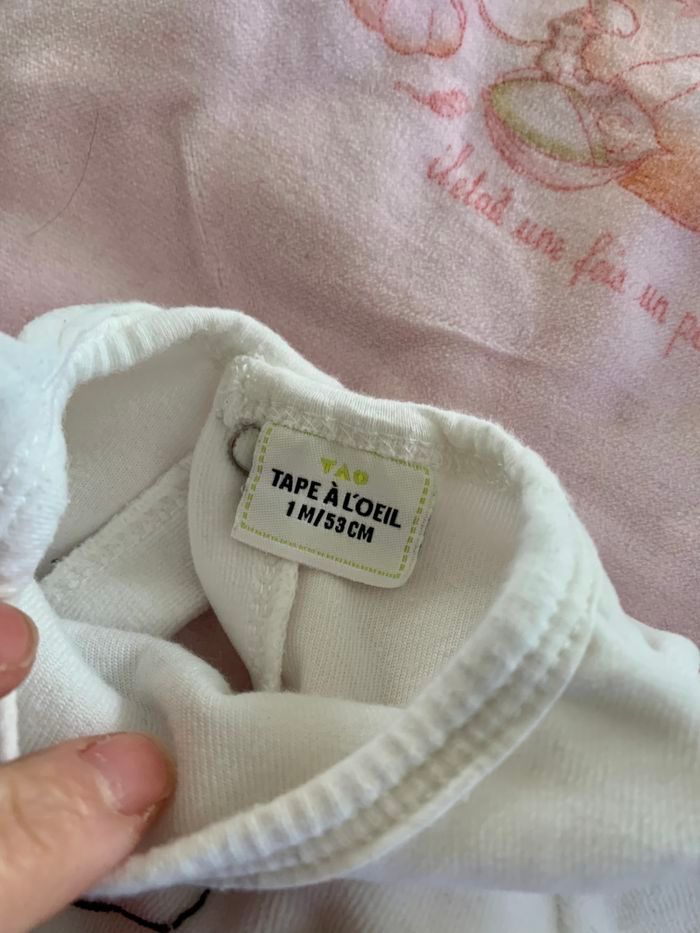 il était une fois un
TAO
TAPE À L'OEIL
1 M/53 CM